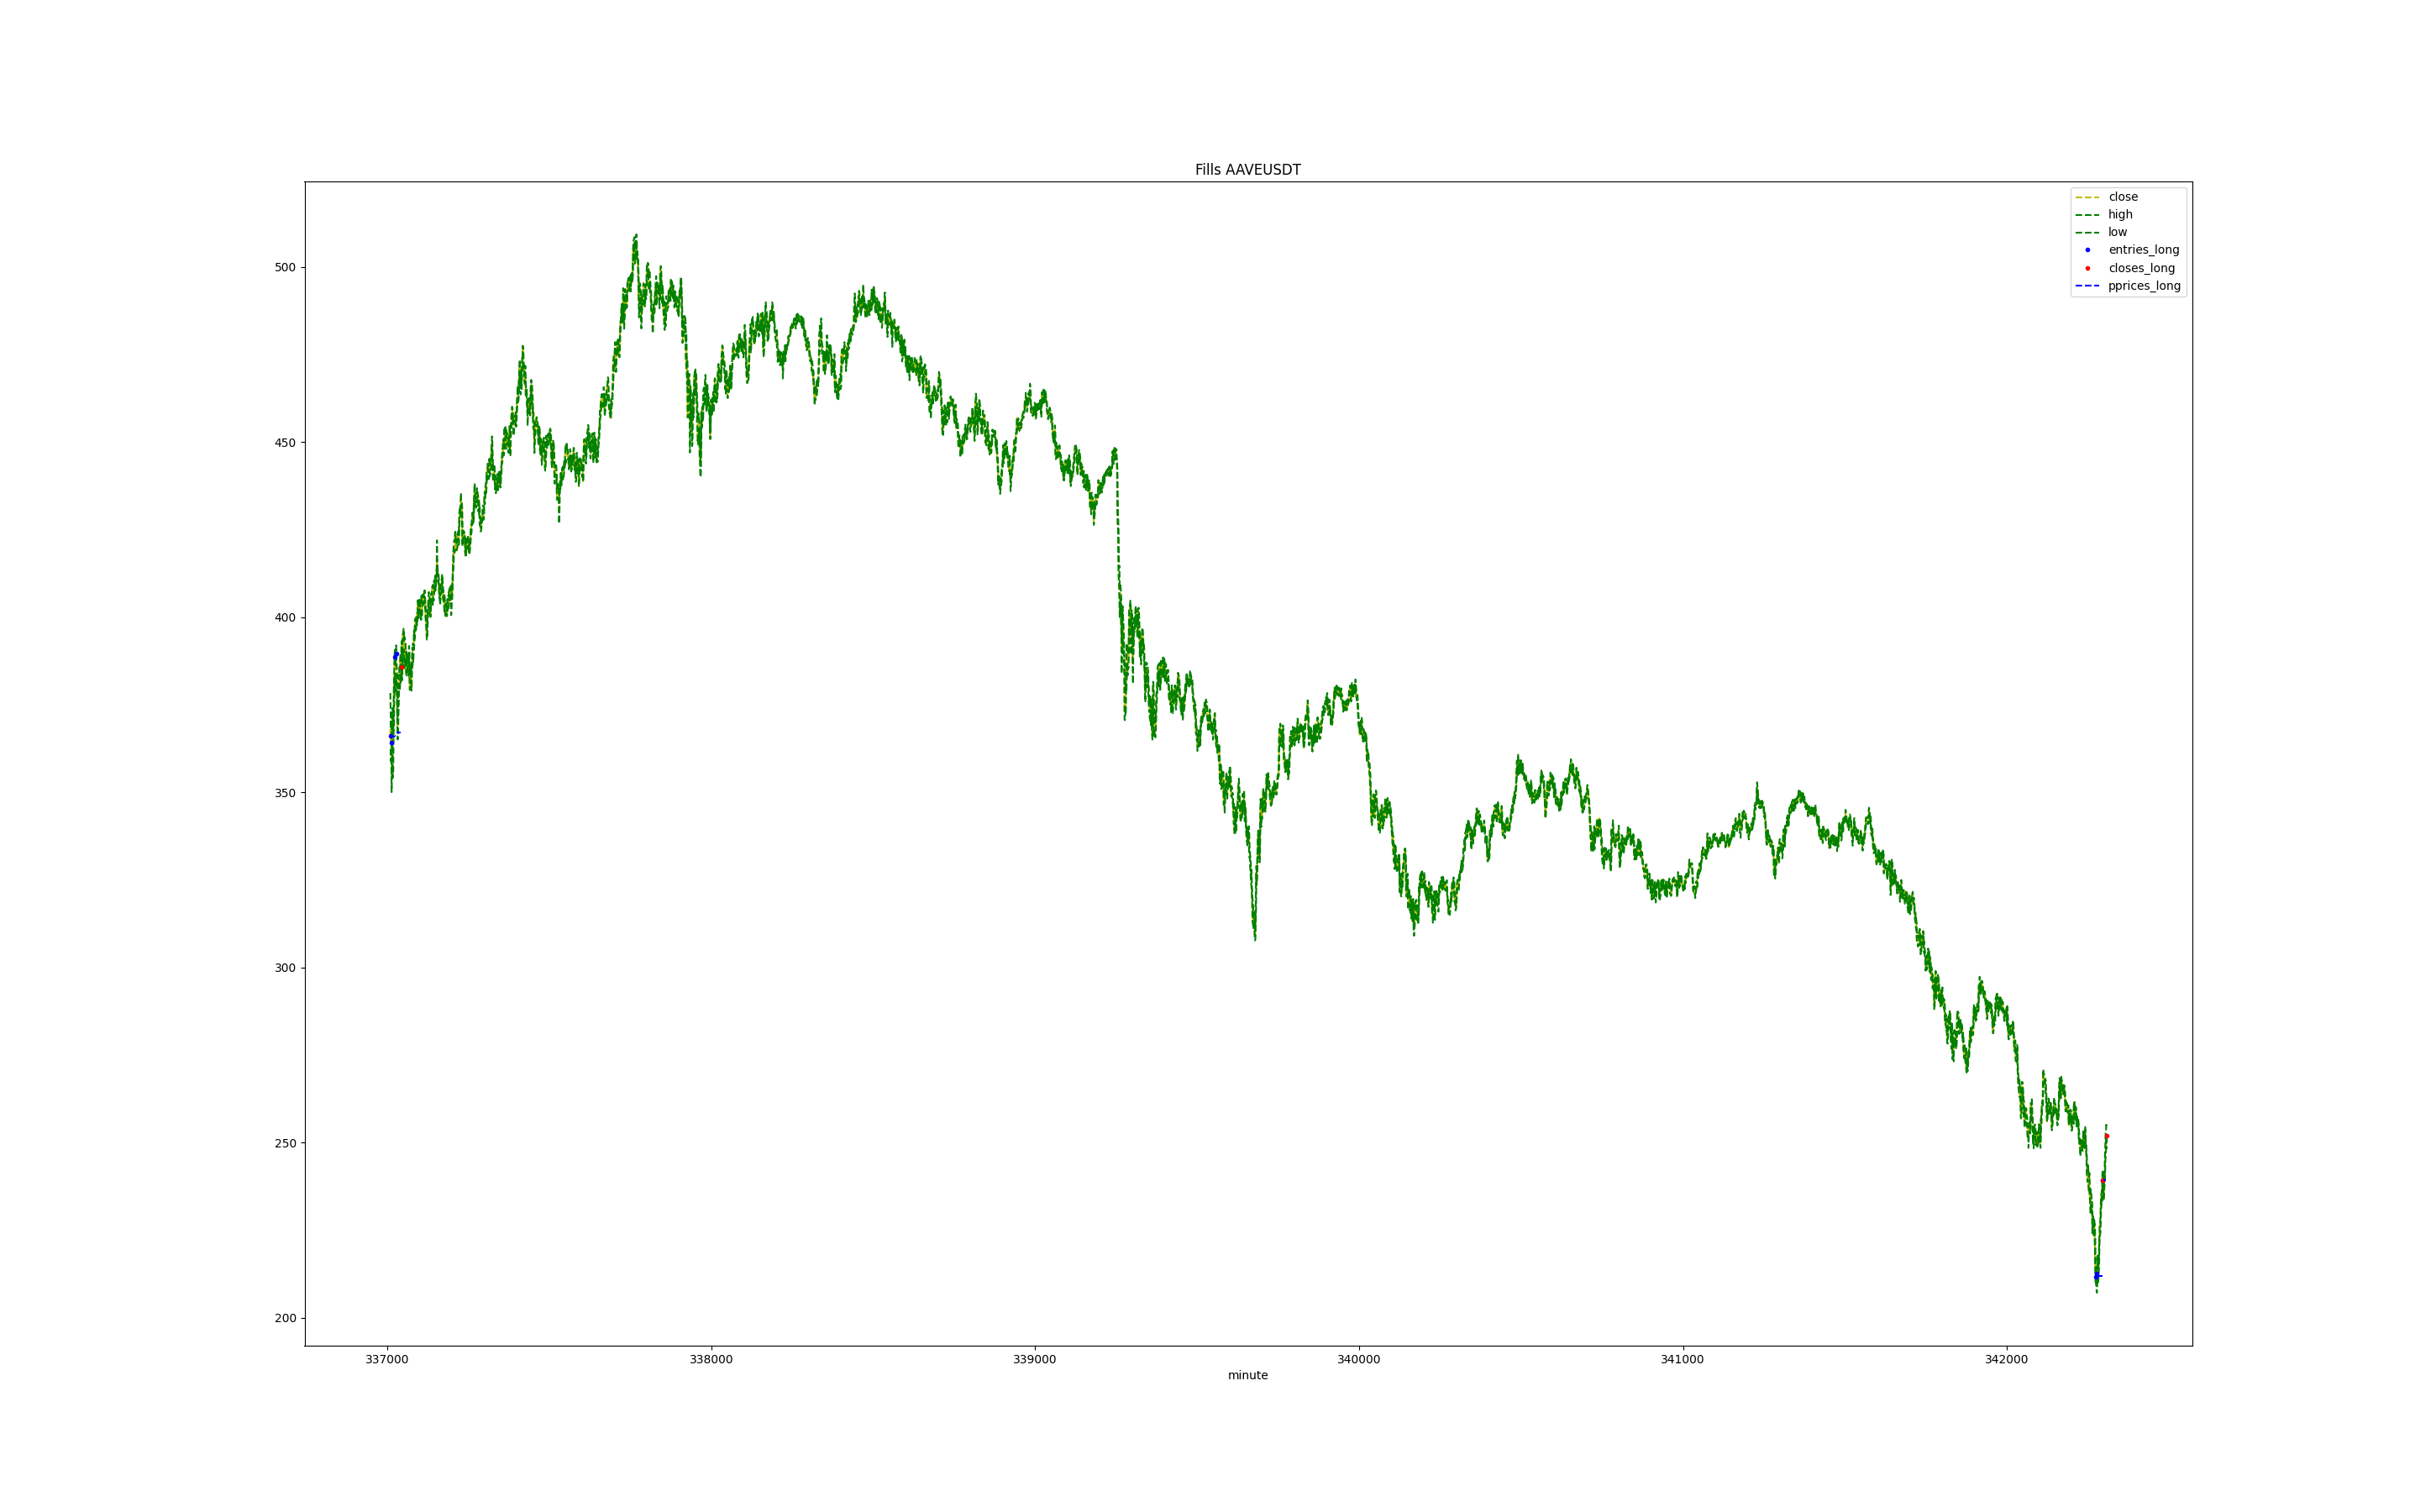 Fills AAVEUSDT
close
high
low
entries_long
closes_long
pprices_long
500
450
400
350
300
250
200
337000 338000 339000 340000 341000 342000
minute